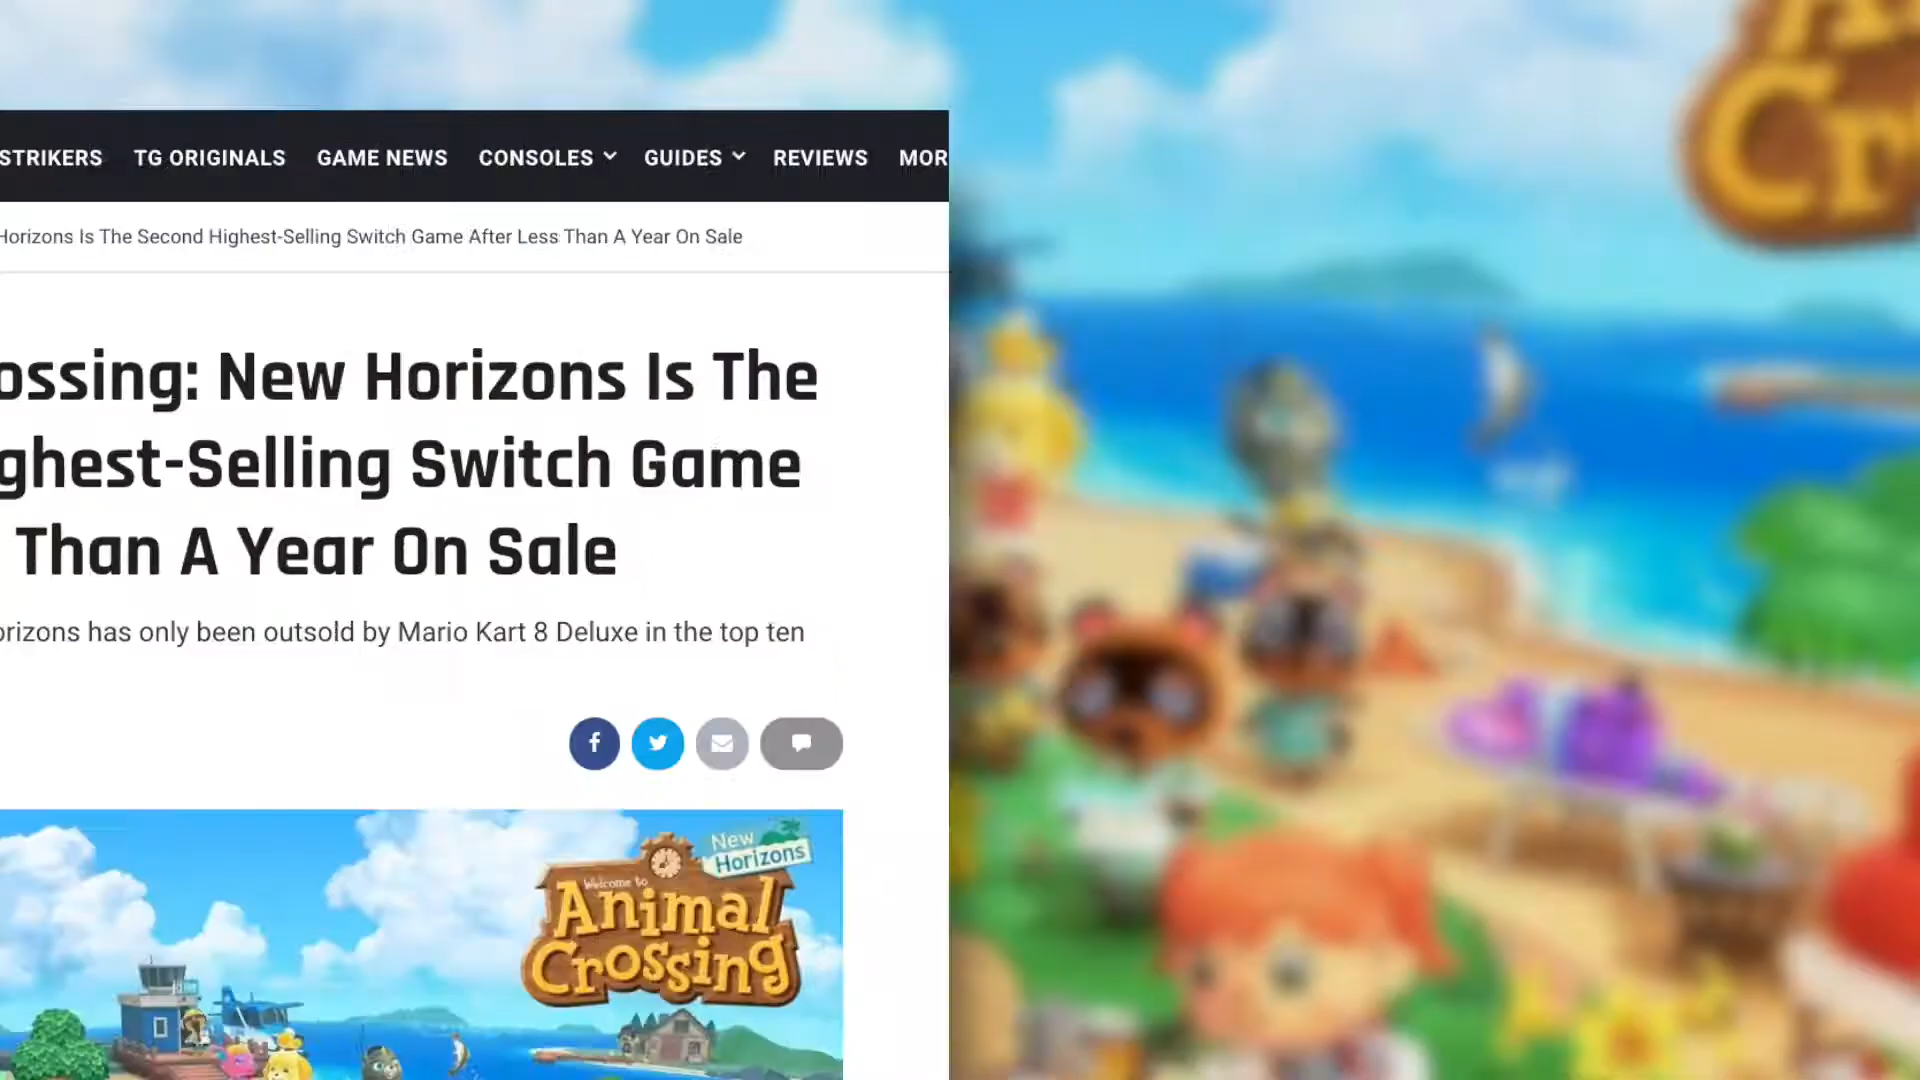 STRIKERS TG ORIGINALS GAME NEWS CONSOLES GUIDES REVIEWS MOR
Horizons Is The Second Highest-Selling Switch Game After Less Than A Year On Sale
ossing: New Horizons Is The
ghest-Selling Switch Game
Than A Year On Sale
orizons has only been outsold by Mario Kart 8 Deluxe in the top ten
New
Horizons
Welcome to
Animal
Crossing
Cr